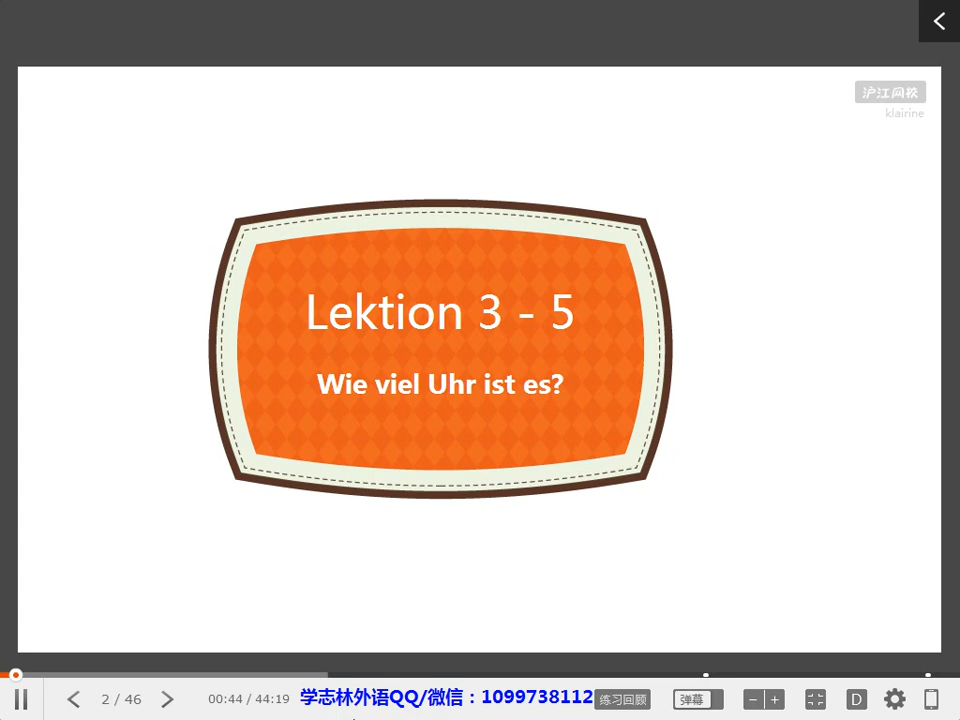 沪江网校
klairine
Lektion 3 - 5
Wie viel Uhr ist es?
2 / 46
00:44 / 44:19
学志林外语QQ/微信：1099738112
练习回顾
弹幕
D